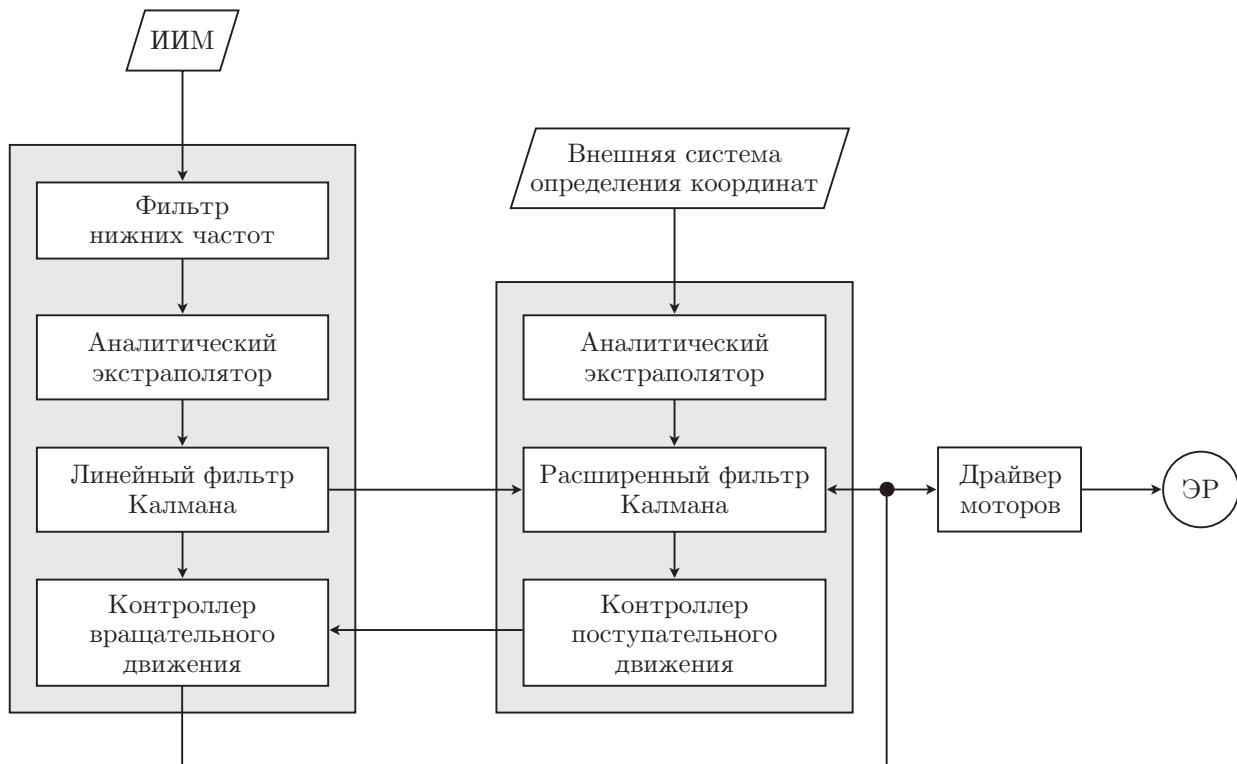 ИИМ
Фильтр
нижних частот
Аналитический
экстраполятор
Линейный фильтр
Калмана
Контроллер
вращательного
движения
Внешняя система
определения координат
Аналитический
экстраполятор
Расширенный фильтр
Калмана
Контроллер
поступательного
движения
Драйвер
моторов
ЭР